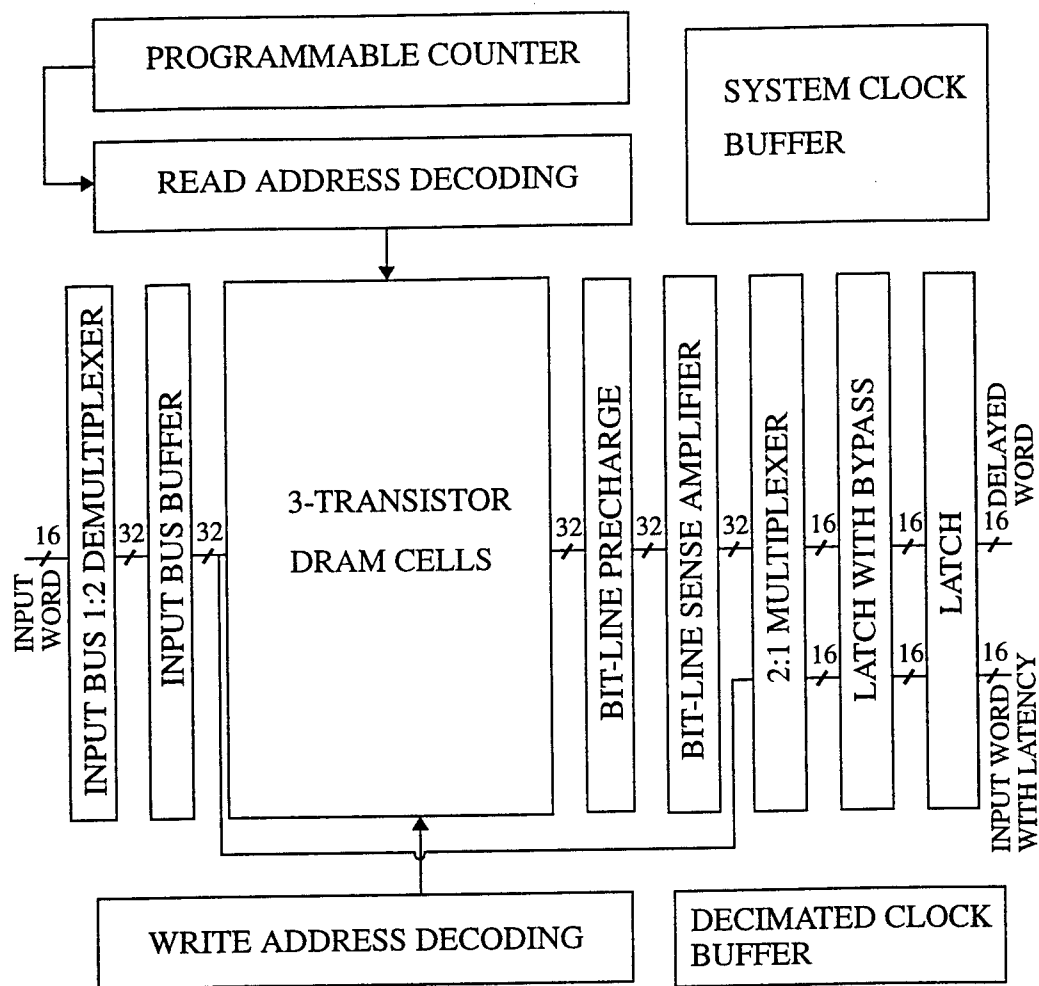 PROGRAMMABLE COUNTER
SYSTEM CLOCK
BUFFER
READ ADDRESS DECODING
INPUT WORD
16
INPUT BUS 1:2 DEMULTIPLEXER
32
INPUT BUS BUFFER
32
3-TRANSISTOR
DRAM CELLS
32
BIT-LINE PRECHARGE
32
BIT-LINE SENSE AMPLIFIER
32
2:1 MULTIPLEXER
16
16
LATCH WITH BYPASS
16
16
LATCH
16
DELAYED
WORD
16
INPUT WORD
WITH LATENCY
WRITE ADDRESS DECODING
DECIMATED CLOCK
BUFFER